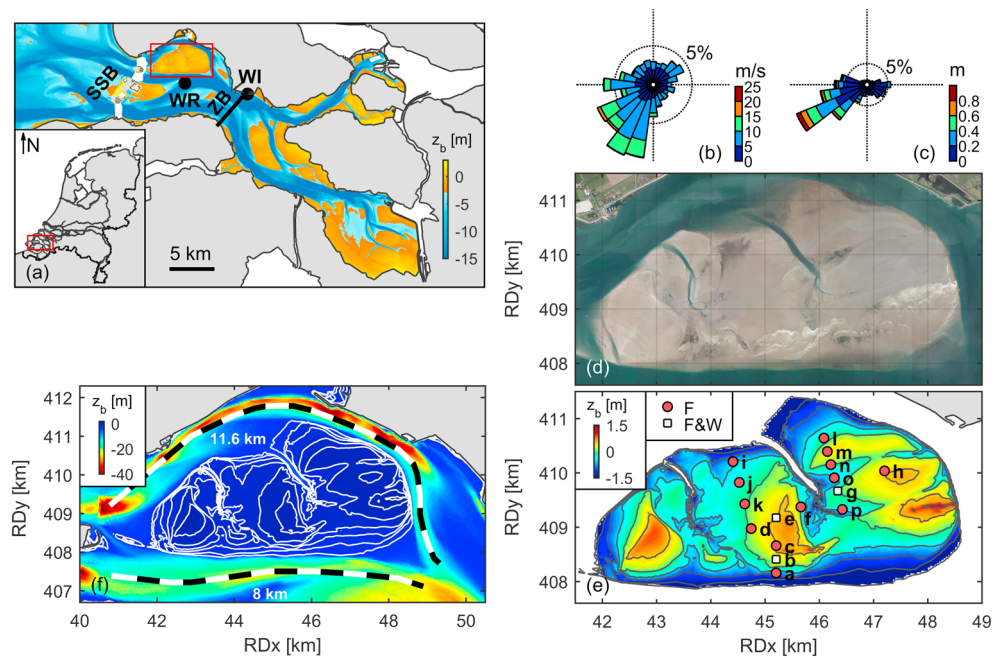 SSB
WR
ZB
WI
N
z_b [m]
0
-5
-10
-15
5 km
(a)
5%
m/s
25
20
15
10
5
0
(b)
5%
m
0.8
0.6
0.4
0.2
0
(c)
RDy [km]
411
410
409
408
(d)
z_b [m]
0
-20
-40
11.6 km
8 km
(f)
RDy [km]
412
411
410
409
408
407
40
42
44
46
48
50
RDx [km]
z_b [m]
1.5
-1.5
F
F&W
l
m
n
o
g
h
p
i
j
k
d
e
f
c
b
a
(e)
RDy [km]
411
410
409
408
42
43
44
45
46
47
48
49
RDx [km]